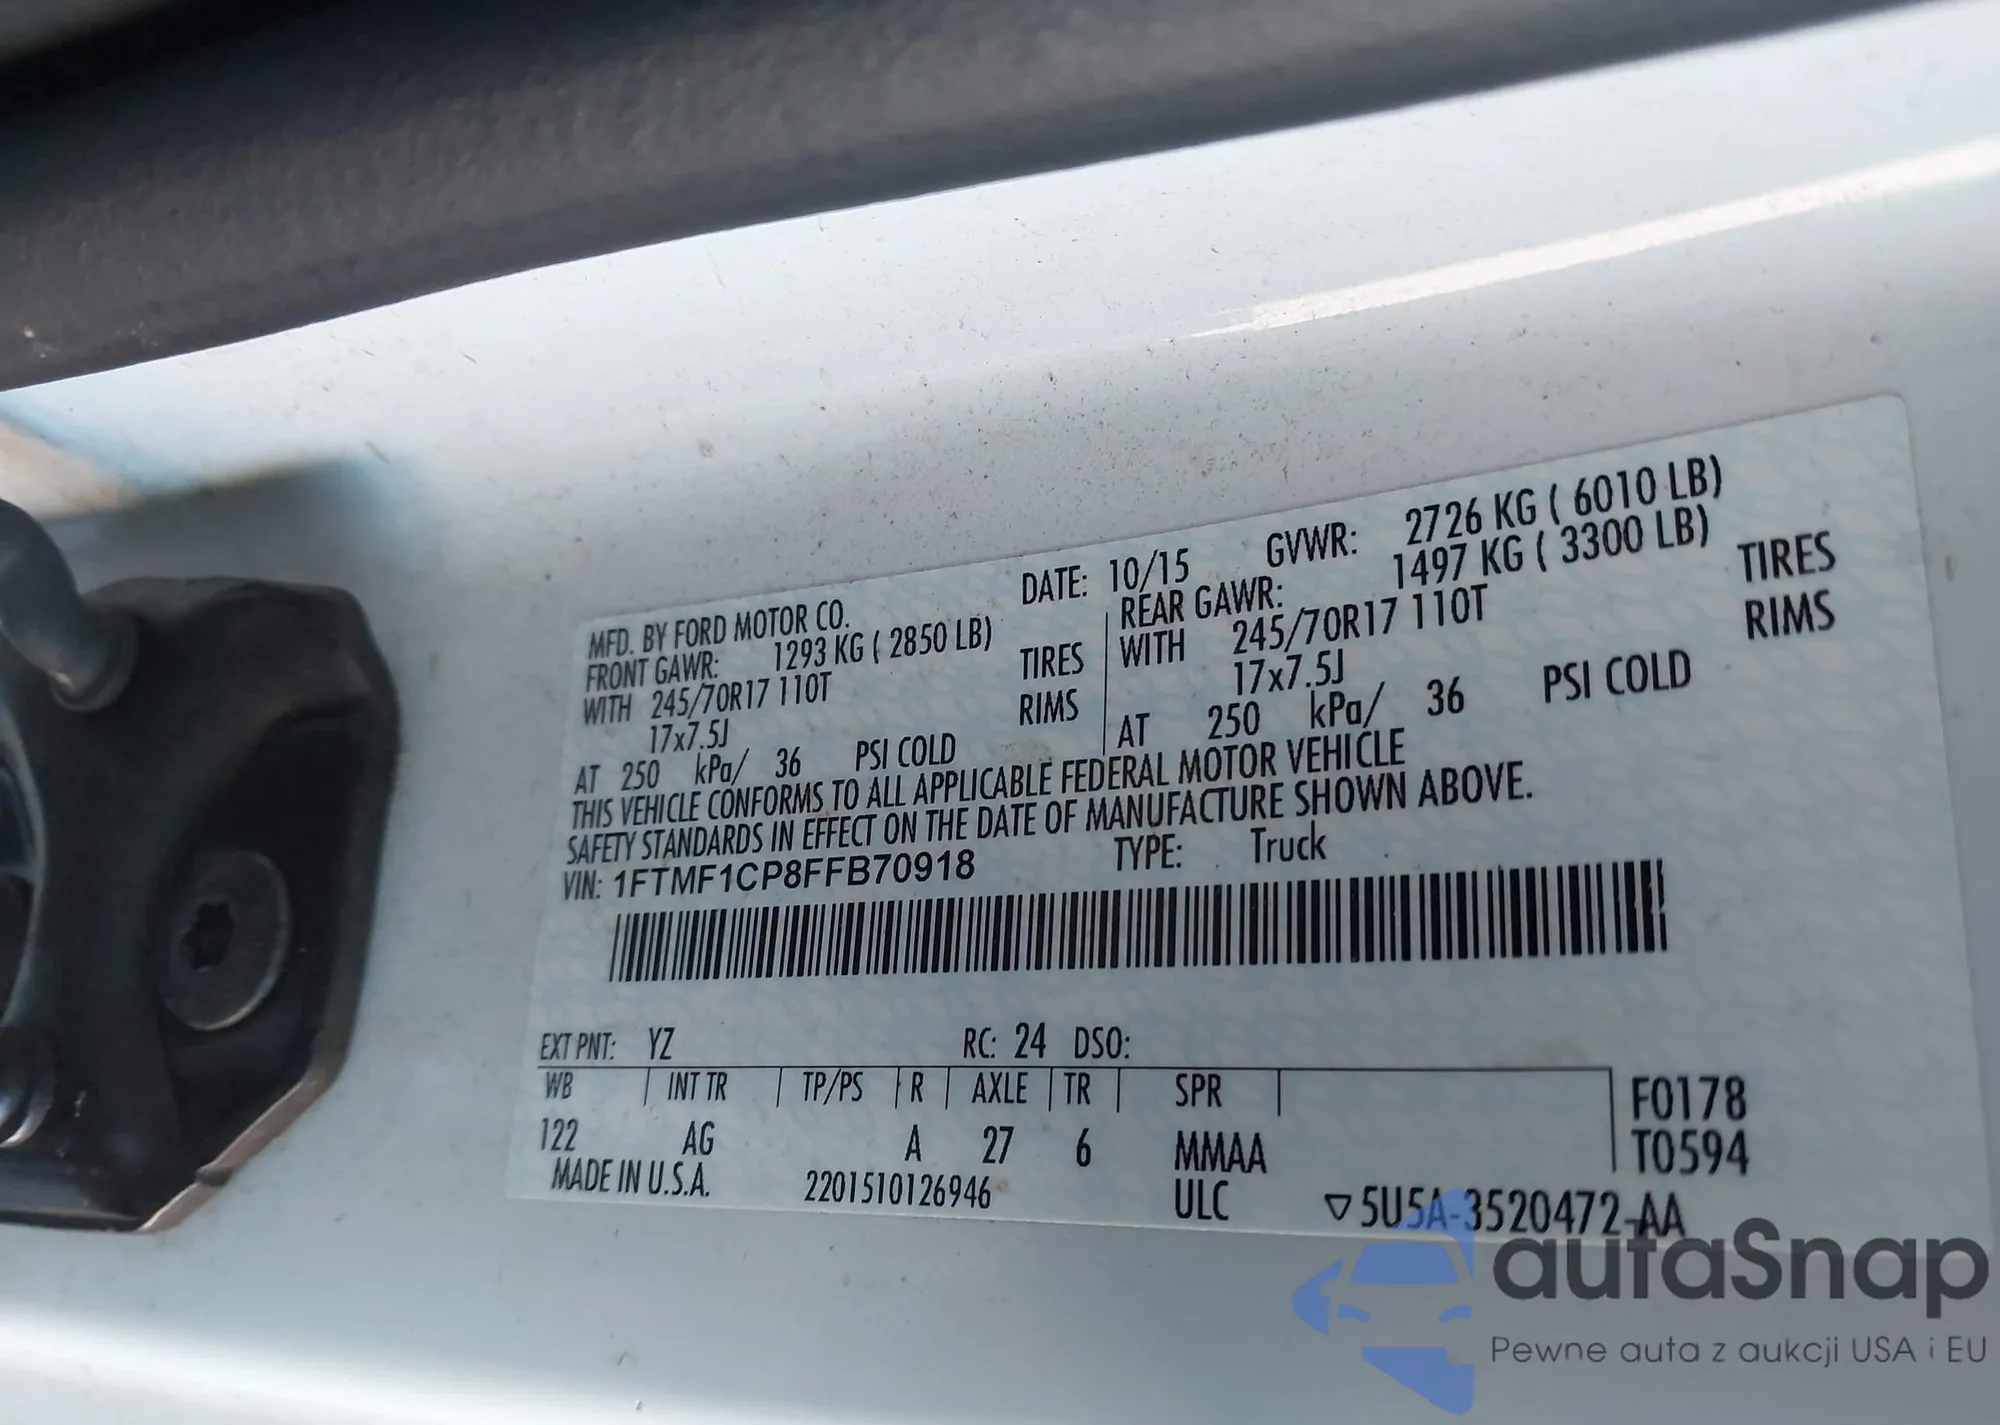 MFD. BY FORD MOTOR CO.
DATE: 10/15 GVWR: 2726 KG ( 6010 LB)
FRONT GAWR: 1293 KG ( 2850 LB)
REAR GAWR: 1497 KG ( 3300 LB)
WITH 245/70R17 110T TIRES
WITH 245/70R17 110T TIRES
17x7.5J RIMS
17x7.5J RIMS
AT 250 kPa/ 36 PSI COLD
AT 250 kPa/ 36 PSI COLD
THIS VEHICLE CONFORMS TO ALL APPLICABLE FEDERAL MOTOR VEHICLE
SAFETY STANDARDS IN EFFECT ON THE DATE OF MANUFACTURE SHOWN ABOVE.
VIN: 1FTMF1CP8FFB70918 TYPE: Truck
EXT PNT: YZ RC: 24 DSO:
WB INT TR TP/PS R AXLE TR SPR
F0178
122 AG A 27 6 MMAA
T0594
MADE IN U.S.A. 2201510126946 ULC ▽5U5A-3520472-AA
autaSnap
Pewne auta z aukcji USA i EU